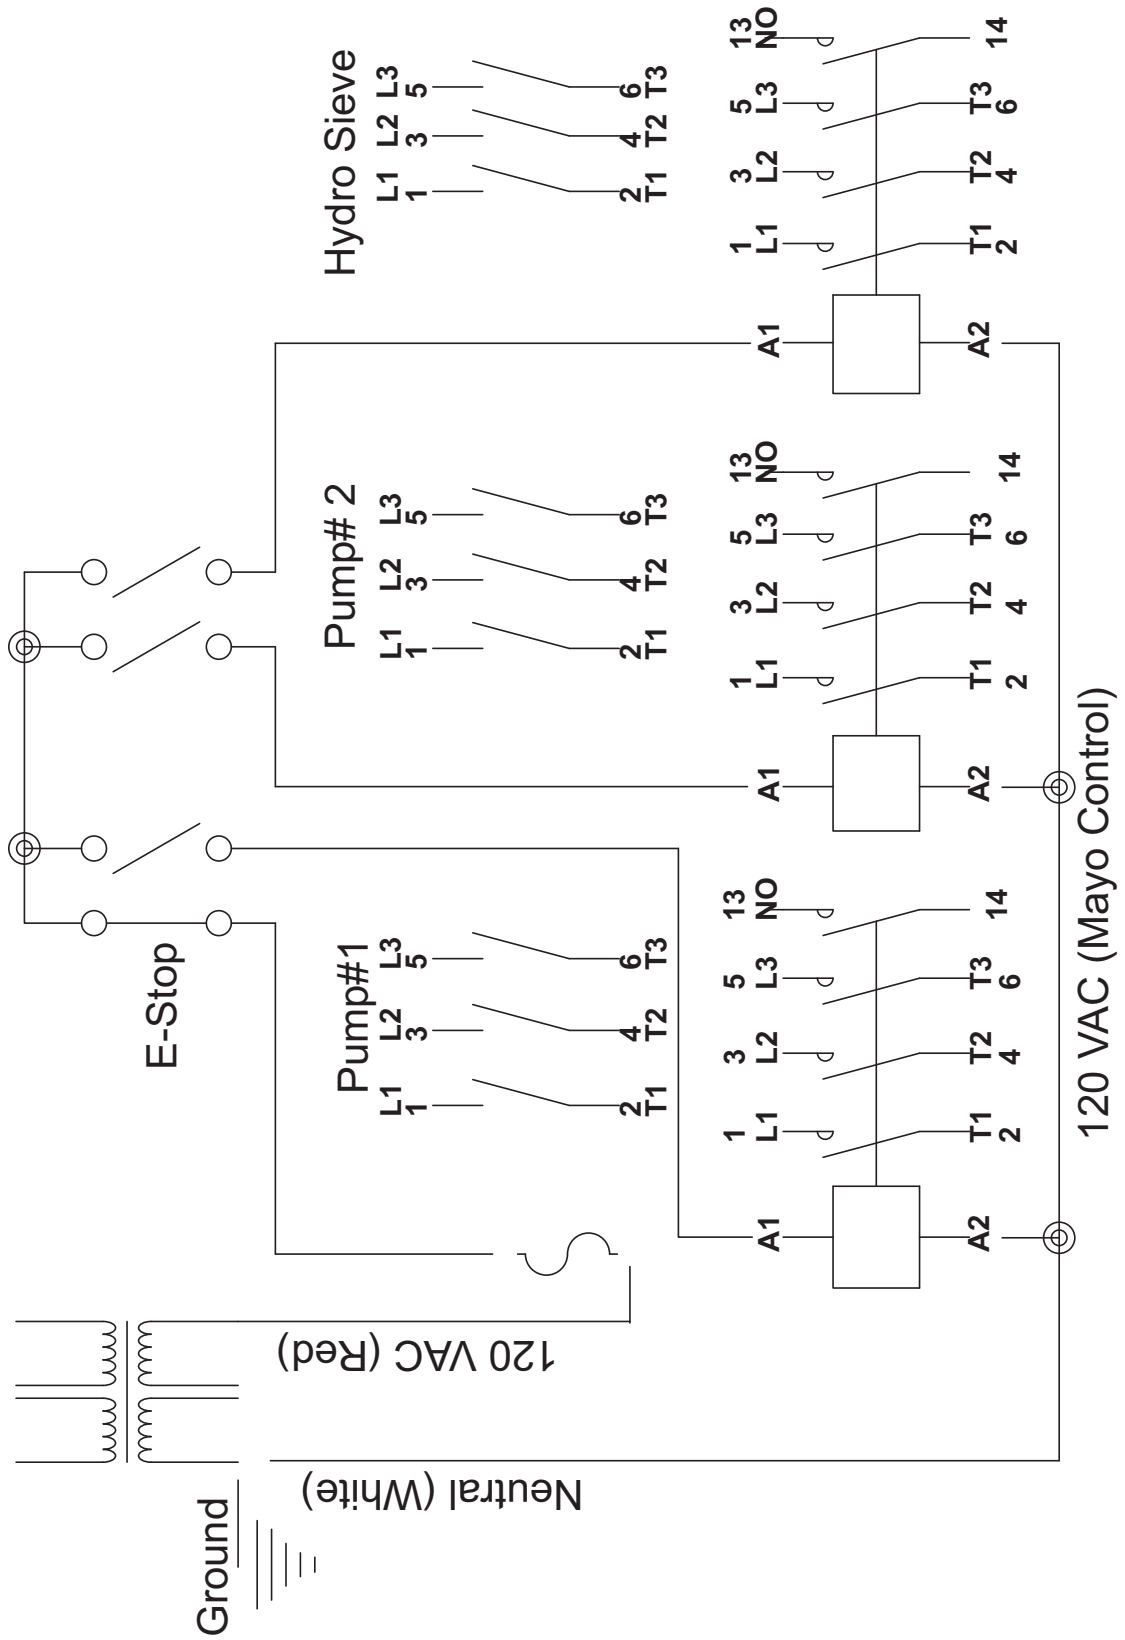 E-Stop
Ground
Neutral (White)
120 VAC (Red)
Pump#1
L1 L2 L3
1 3 5
2 4 6
T1 T2 T3
Pump# 2
L1 L2 L3
1 3 5
2 4 6
T1 T2 T3
Hydro Sieve
L1 L2 L3
1 3 5
2 4 6
T1 T2 T3
1 3 5 13
A1 L1 L2 L3 NO
A2 T1 T2 T3 14
2 4 6
1 3 5 13
A1 L1 L2 L3 NO
A2 T1 T2 T3
2 4 6 14
1 3 5 13
A1 L1 L2 L3 NO
A2 T1 T2 T3 14
2 4 6
120 VAC (Mayo Control)